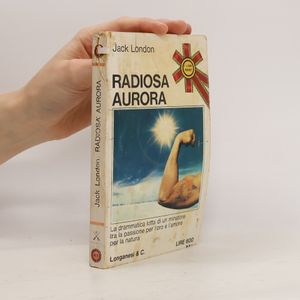 Jack London
RADIOSA
AURORA
La drammatica lotta di un minatore
tra la passione per l'oro e l'amore
per la natura
LIRE 600
Longanesi & C.
Jack London RADIOSA AURORA